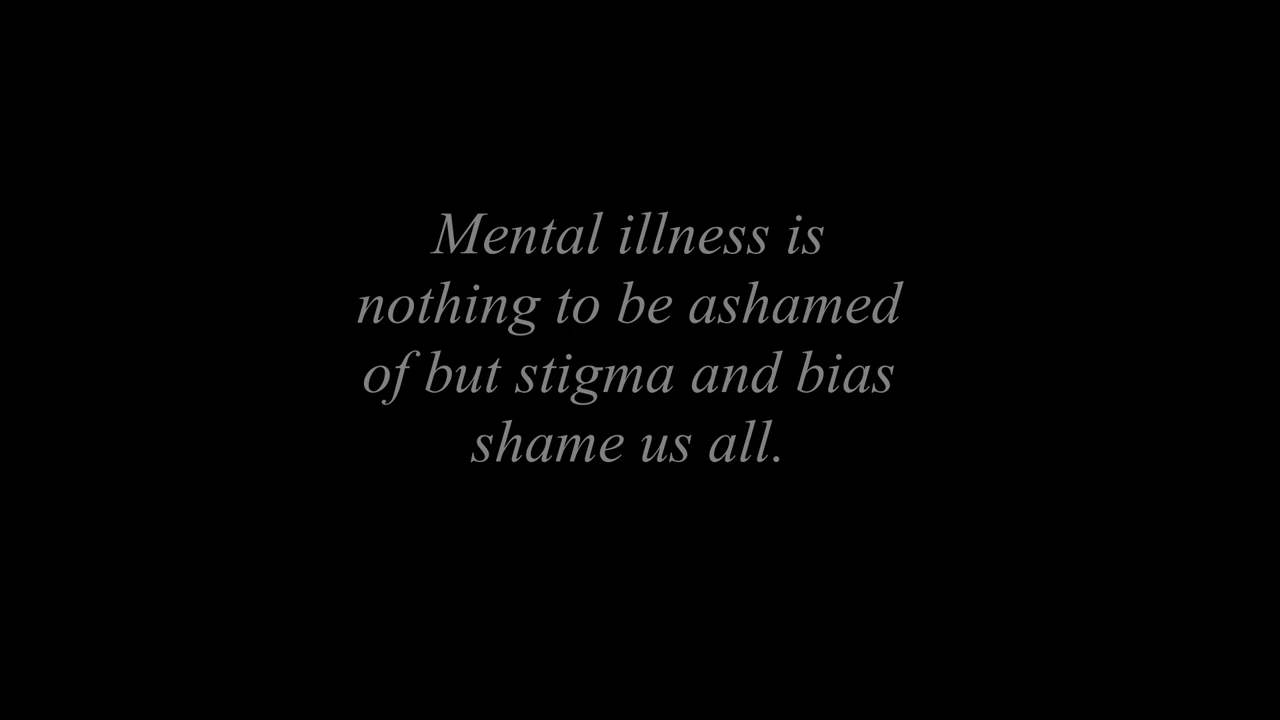 Mental illness is
nothing to be ashamed
of but stigma and bias
shame us all.